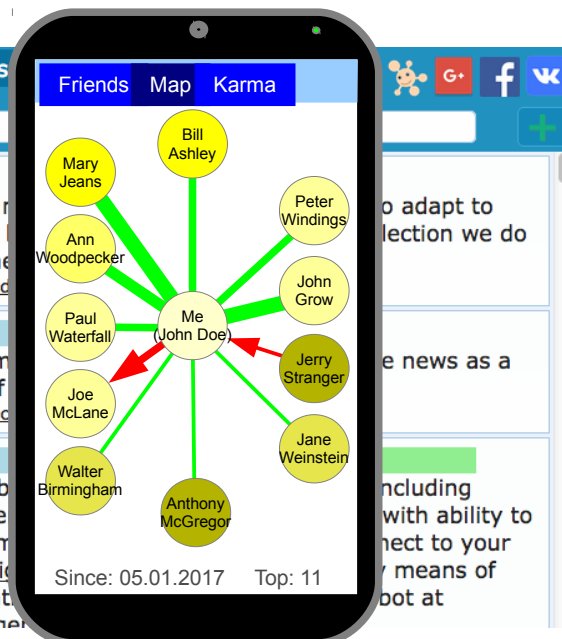 Friends Map Karma
Bill
Ashley
Mary
Jeans
Peter
Windings
Ann
Woodpecker
John
Grow
Paul
Waterfall
Me
(John Doe)
Jerry
Stranger
Joe
McLane
Jane
Weinstein
Walter
Birmingham
Anthony
McGregor
Since: 05.01.2017 Top: 11
G+
f
o adapt to
lection we do
e news as a
ncluding
with ability to
nect to your
means of
bot at